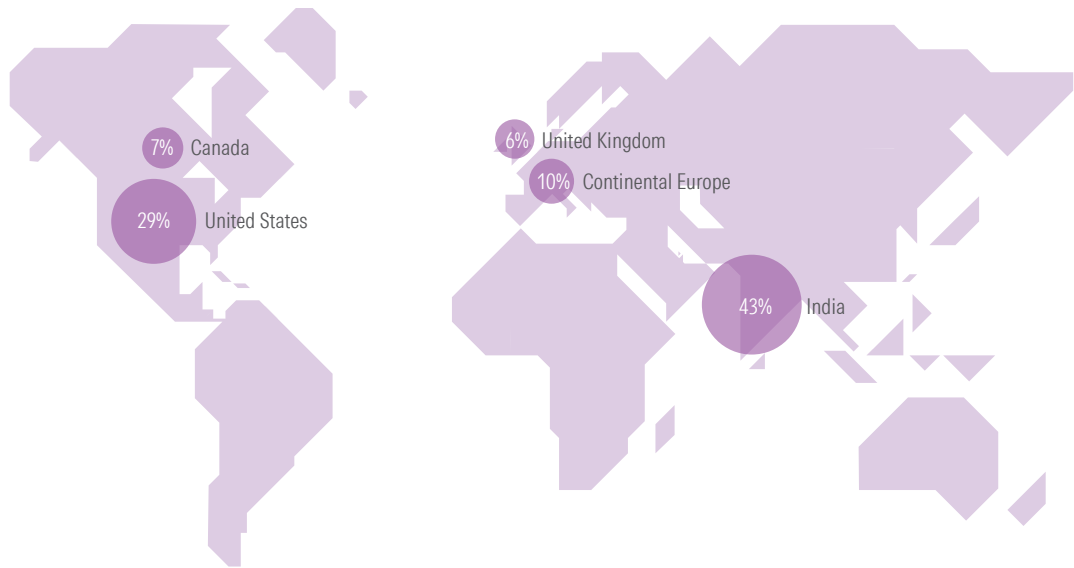 7% Canada
29% United States
6% United Kingdom
10% Continental Europe
43% India